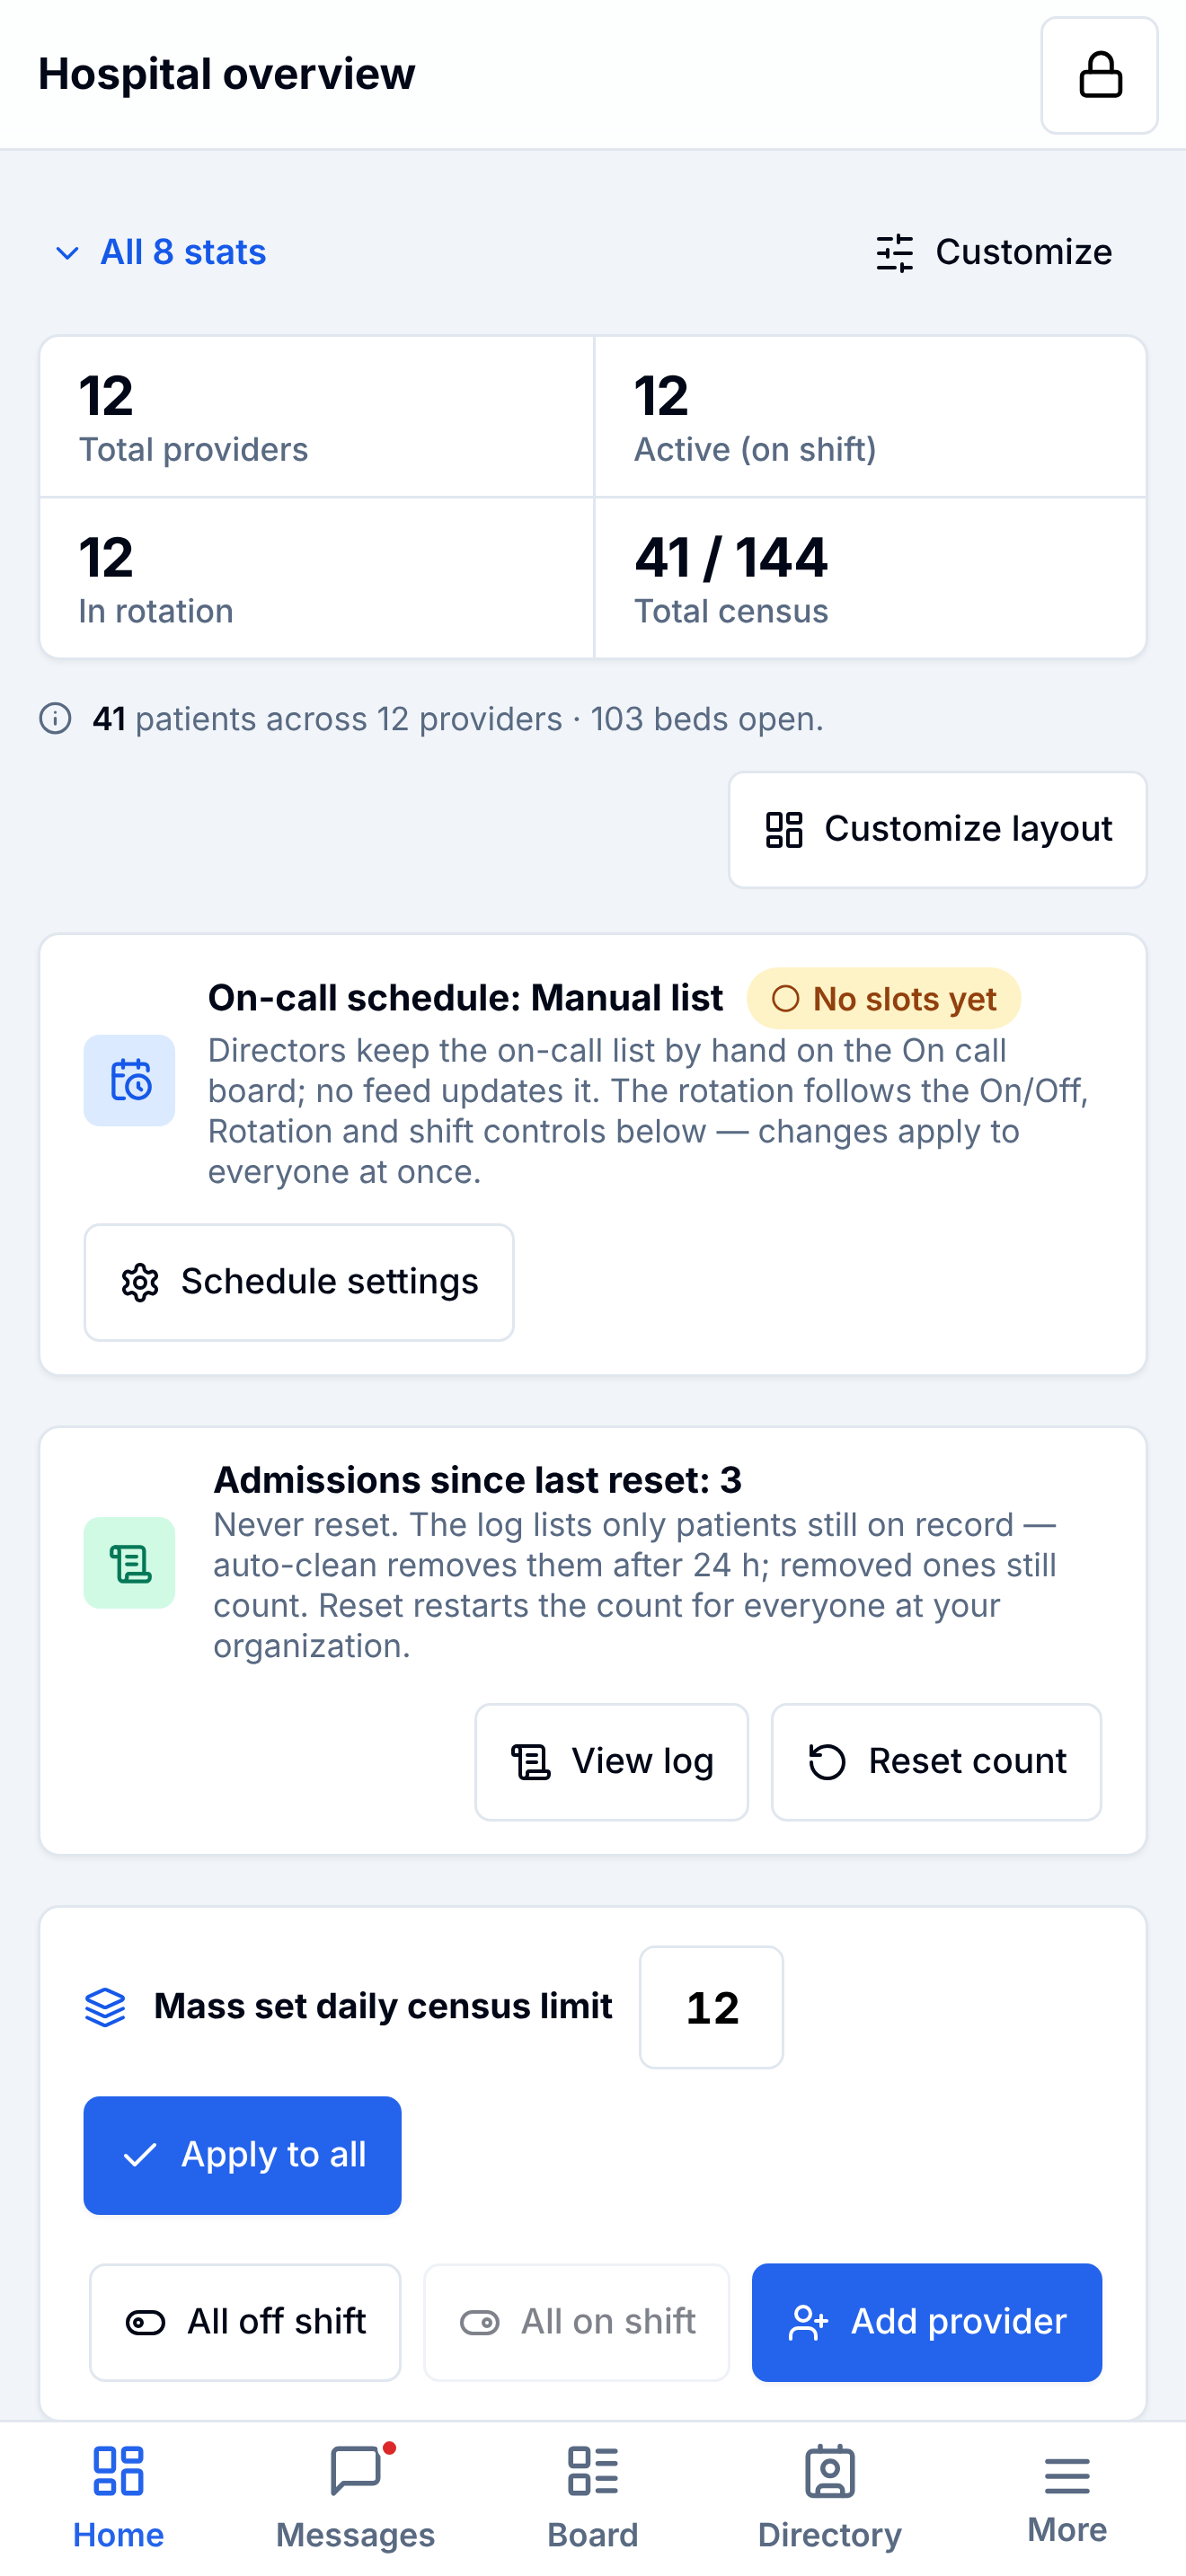 Hospital overview
All 8 stats
Customize
12
Total providers
12
Active (on shift)
12
In rotation
41 / 144
Total census
41 patients across 12 providers · 103 beds open.
Customize layout
On-call schedule: Manual list
No slots yet
Directors keep the on-call list by hand on the On call
board; no feed updates it. The rotation follows the On/Off,
Rotation and shift controls below — changes apply to
everyone at once.
Schedule settings
Admissions since last reset: 3
Never reset. The log lists only patients still on record —
auto-clean removes them after 24 h; removed ones still
count. Reset restarts the count for everyone at your
organization.
View log
Reset count
Mass set daily census limit
12
Apply to all
All off shift
All on shift
Add provider
Home
Messages
Board
Directory
More